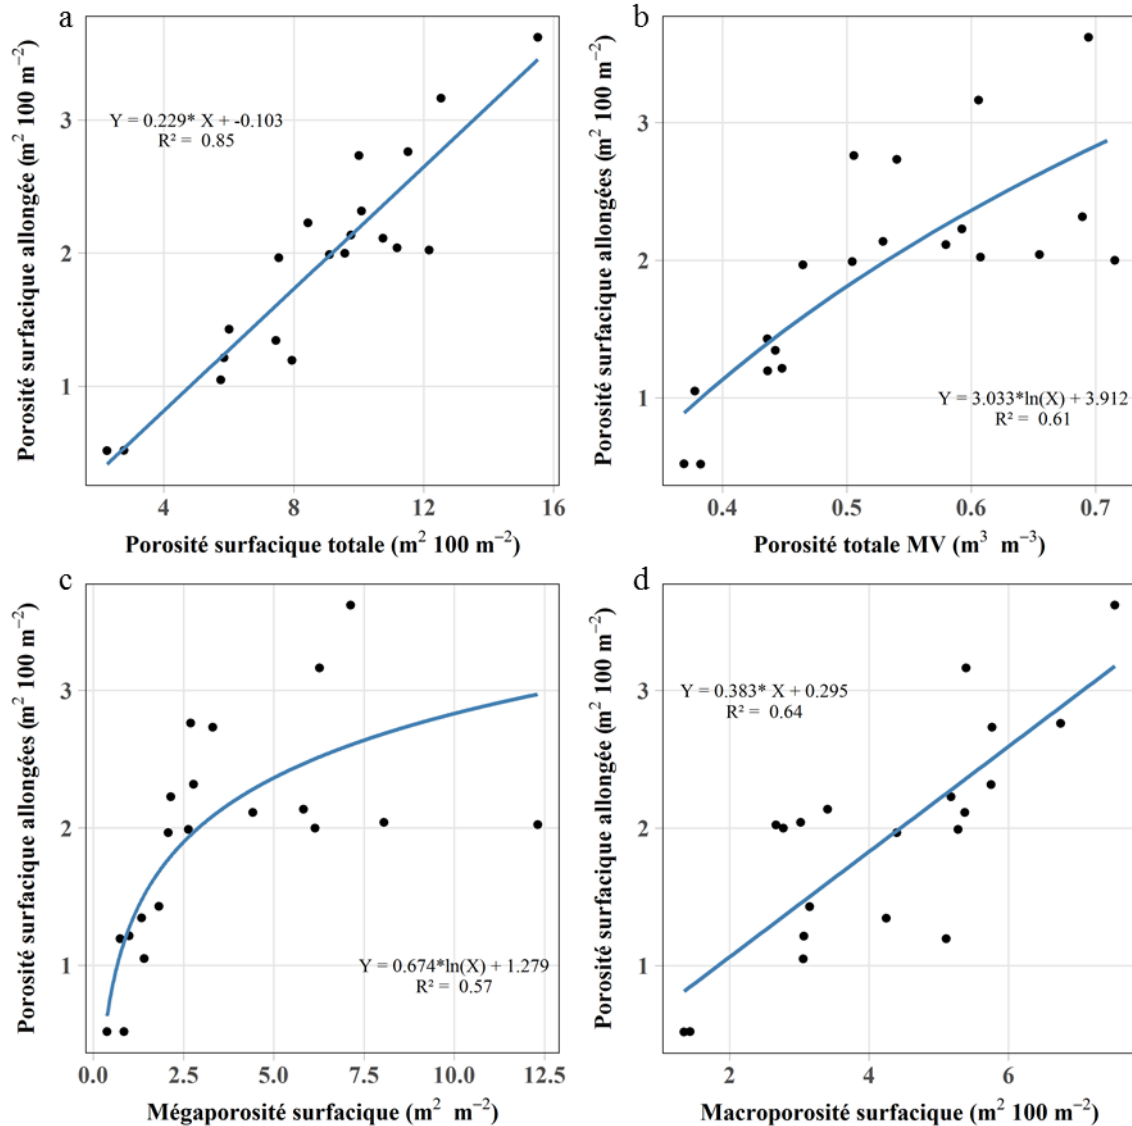 a
Porosité surfacique allongée (m² 100 m⁻²)
3
2
1
Y = 0.229* X + -0.103
R² = 0.85
4 8 12 16
Porosité surfacique totale (m² 100 m⁻²)
b
Porosité surfacique allongées (m² 100 m⁻²)
3
2
1
Y = 3.033*ln(X) + 3.912
R² = 0.61
0.4 0.5 0.6 0.7
Porosité totale MV (m³ m⁻³)
c
Porosité surfacique allongées (m² 100 m⁻²)
3
2
1
Y = 0.674*ln(X) + 1.279
R² = 0.57
0.0 2.5 5.0 7.5 10.0 12.5
Mégaporosité surfacique (m² m⁻²)
d
Porosité surfacique allongée (m² 100 m⁻²)
3
2
1
Y = 0.383* X + 0.295
R² = 0.64
2 4 6
Macroporosité surfacique (m² 100 m⁻²)